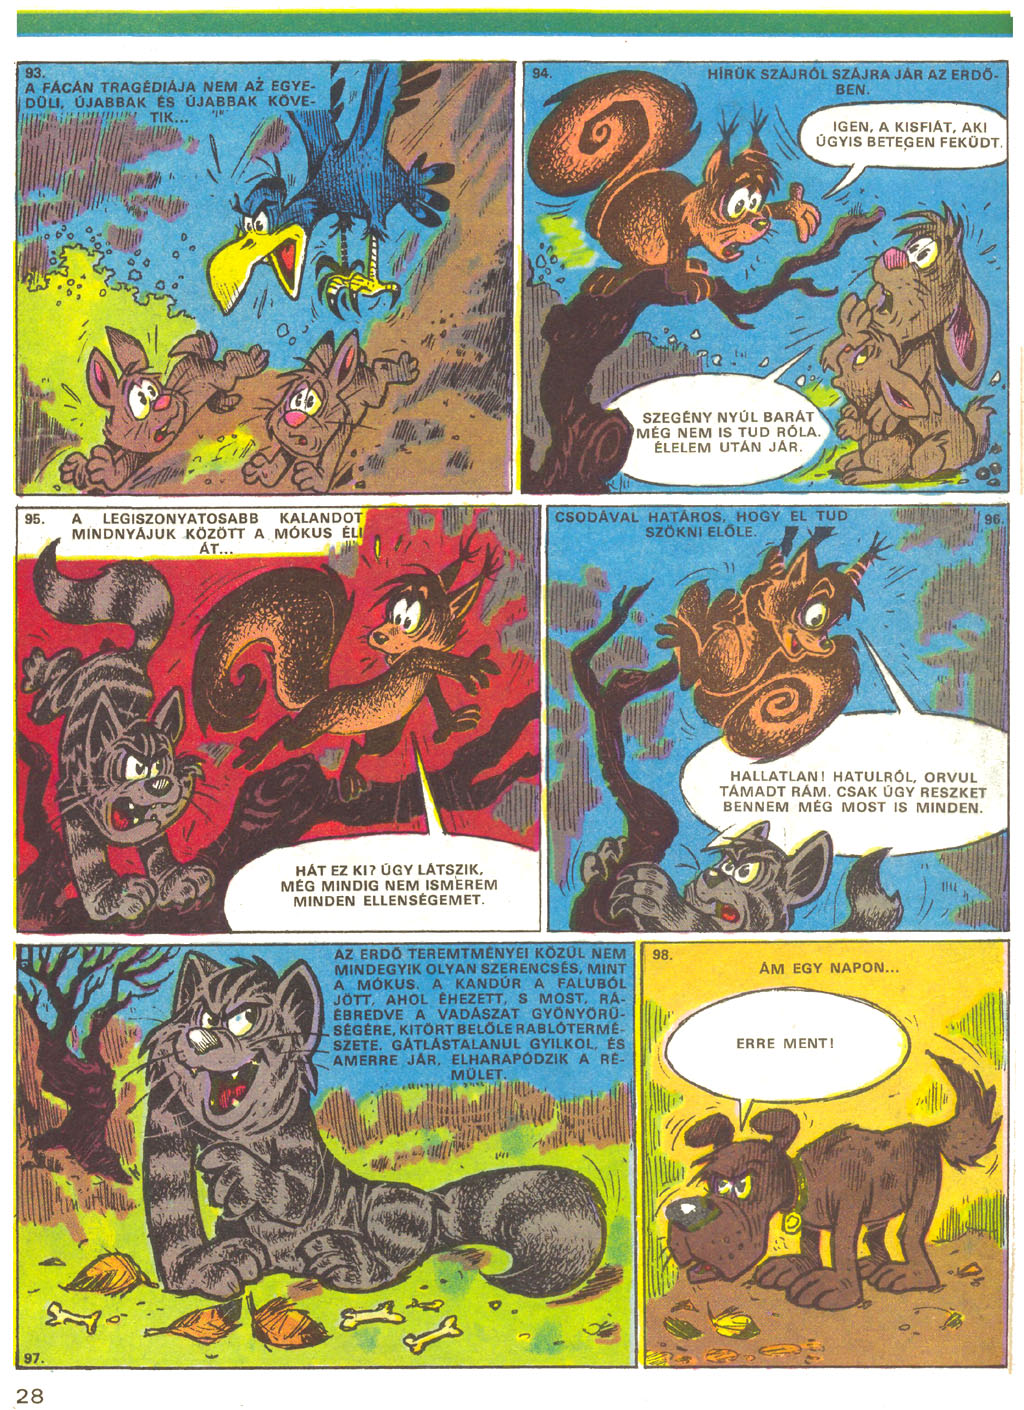 93.
A FÁCÁN TRAGÉDIÁJA NEM AZ EGYE-
DÜLI, ÚJABBAK ÉS ÚJABBAK KÖVE-
TIK...
94.
HÍRÜK SZÁJRÓL SZÁJRA JÁR AZ ERDŐ-
BEN.
IGEN, A KISFIÁT, AKI
ÚGYIS BETEGEN FEKÜDT.
SZEGÉNY NYÚL BARÁT
MÉG NEM IS TUD RÓLA.
ÉLELEM UTÁN JÁR.
95.
A LEGISZONYATOSABB KALANDOT
MINDNYÁJUK KÖZÖTT A MÓKUS ÉLI
ÁT...
HÁT EZ KI? ÚGY LÁTSZIK,
MÉG MINDIG NEM ISMEREM
MINDEN ELLENSÉGEMET.
CSODÁVAL HATÁROS, HOGY EL TUD
SZÖKNI ELŐLE.
96.
HALLATLAN! HATULRÓL, ORVUL
TÁMADT RÁM. CSAK ÚGY RESZKET
BENNEM MÉG MOST IS MINDEN.
AZ ERDŐ TEREMTMÉNYEI KÖZÜL NEM
MINDEGYIK OLYAN SZERENCSÉS, MINT
A MÓKUS. A KANDÚR A FALUBÓL
JÖTT, AHOL ÉHEZETT, S MOST, RÁ-
ÉBREDVE A VADÁSZAT GYÖNYÖRŰ-
SÉGÉRE, KITÖRT BELŐLE RABLÓTERMÉ-
SZETE. GÁTLÁSTALANUL GYILKOL, ÉS
AMERRE JÁR, ELHARAPÓDZIK A RÉ-
MÜLET.
97.
98.
ÁM EGY NAPON...
ERRE MENT!
28